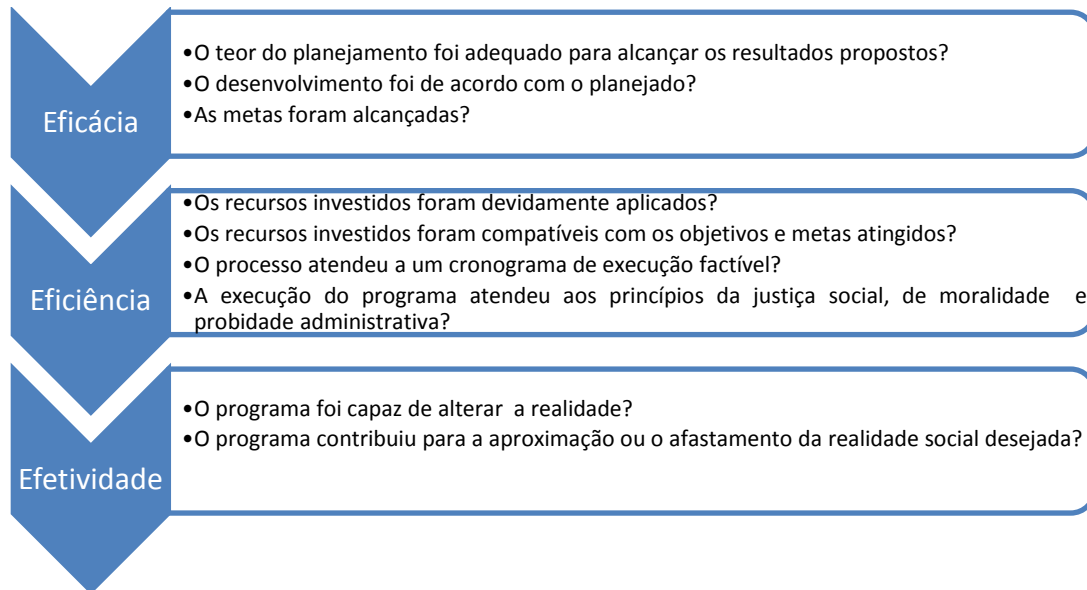 Eficácia
•O teor do planejamento foi adequado para alcançar os resultados propostos?
•O desenvolvimento foi de acordo com o planejado?
•As metas foram alcançadas?
Eficiência
•Os recursos investidos foram devidamente aplicados?
•Os recursos investidos foram compatíveis com os objetivos e metas atingidos?
•O processo atendeu a um cronograma de execução factível?
•A execução do programa atendeu aos princípios da justiça social, de moralidade e
probidade administrativa?
Efetividade
•O programa foi capaz de alterar a realidade?
•O programa contribuiu para a aproximação ou o afastamento da realidade social desejada?